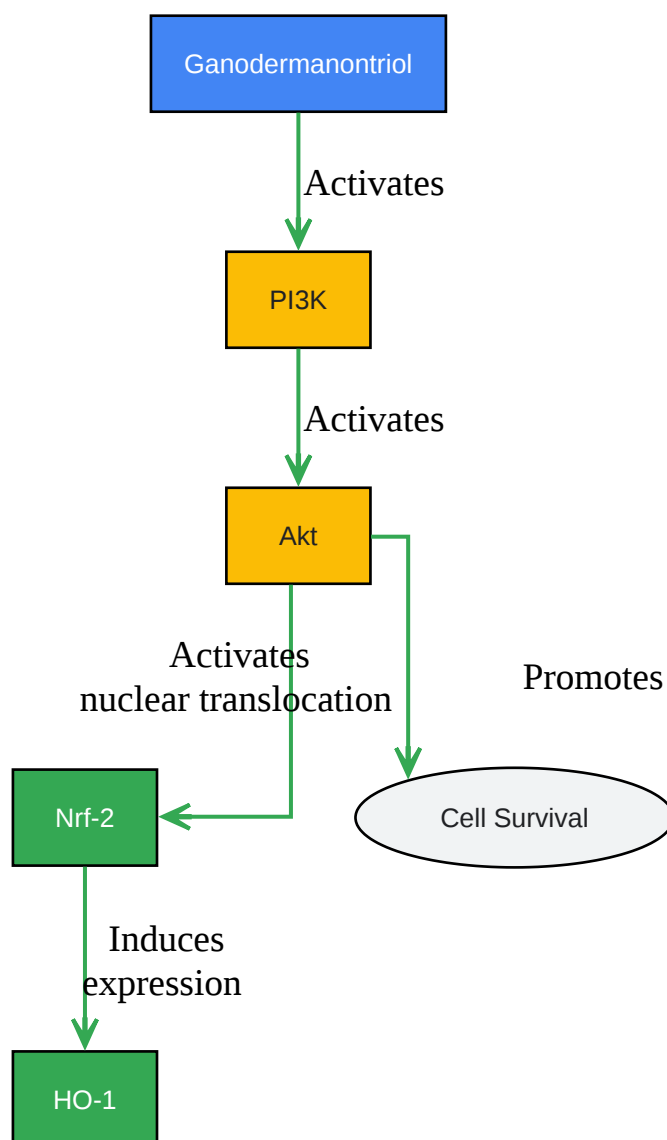 Ganodermanontriol
Activates
PI3K
Activates
Akt
Activates
nuclear translocation
Promotes
Nrf-2
Cell Survival
Induces
expression
HO-1